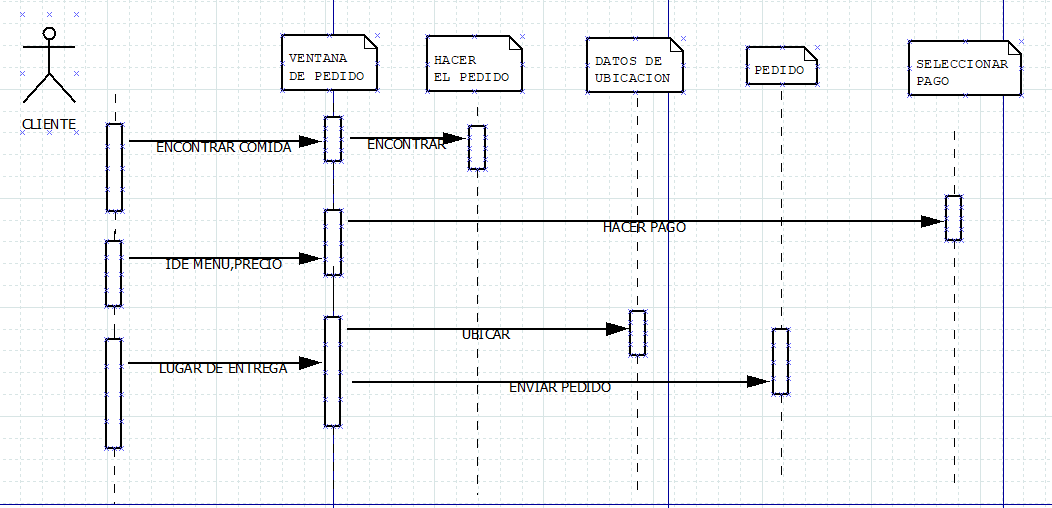 CLIENTE
VENTANA
DE PEDIDO
HACER
EL PEDIDO
DATOS DE
UBICACION
PEDIDO
SELECCIONAR
PAGO
ENCONTRAR COMIDA
ENCONTRAR
HACER PAGO
IDE MENU,PRECIO
UBICAR
LUGAR DE ENTREGA
ENVIAR PEDIDO